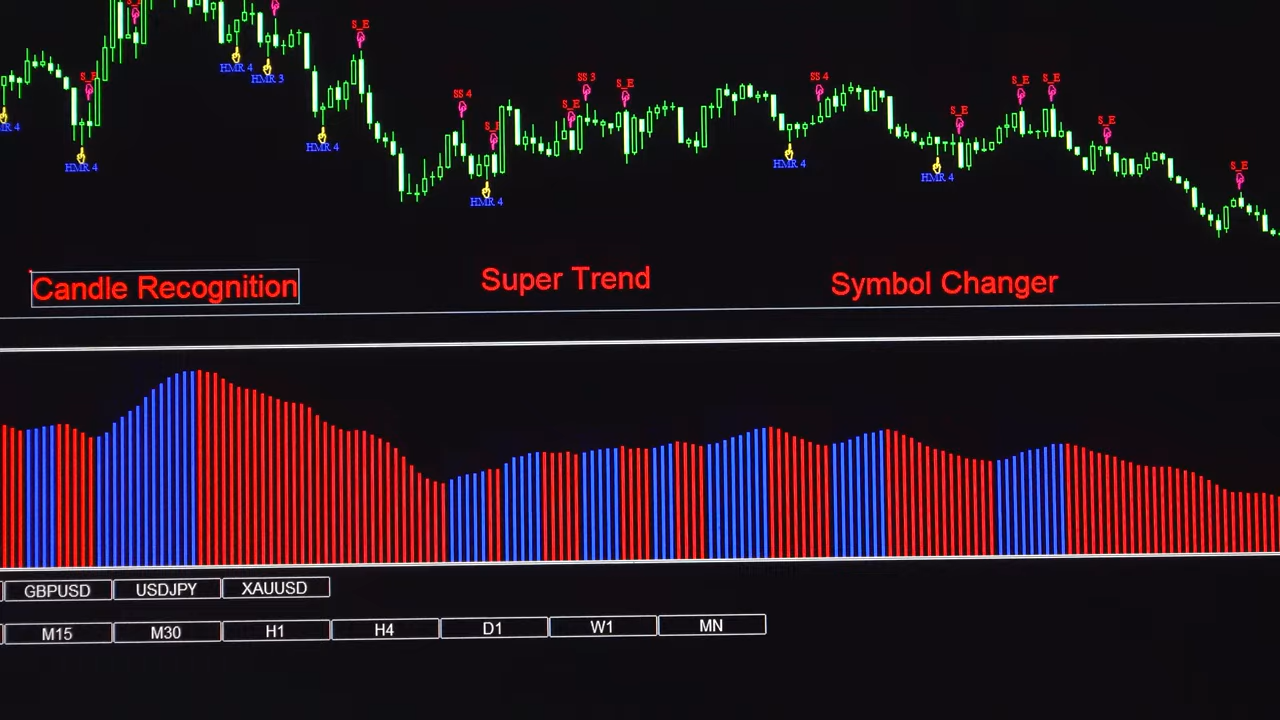 S_E
S_E
SS 4
SS 3
S_E
S_E
S_E
SS 4
S_E
S_E
S_E
S_E
S_E
HMR 4
HMR 3
HMR 4
HMR 4
HMR 4
HMR 4
HMR 4
Candle Recognition
Super Trend
Symbol Changer
GBPUSD USDJPY XAUUSD
M15 M30 H1 H4 D1 W1 MN